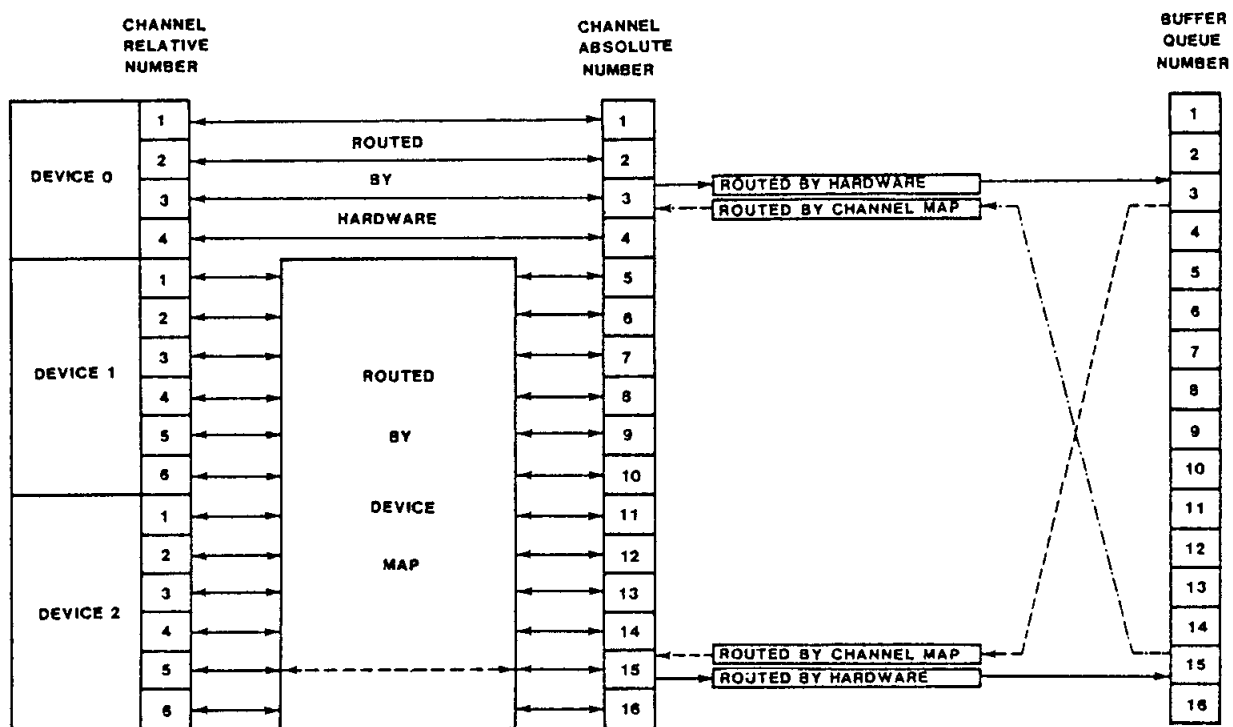 CHANNEL
RELATIVE
NUMBER
CHANNEL
ABSOLUTE
NUMBER
BUFFER
QUEUE
NUMBER
DEVICE 0
1
2
3
4
ROUTED
BY
HARDWARE
1
2
3
4
DEVICE 1
1
2
3
4
5
6
DEVICE 2
1
2
3
4
5
6
ROUTED
BY
DEVICE
MAP
5
6
7
8
9
10
11
12
13
14
15
16
ROUTED BY HARDWARE
ROUTED BY CHANNEL MAP
ROUTED BY CHANNEL MAP
ROUTED BY HARDWARE
1
2
3
4
5
6
7
8
9
10
11
12
13
14
15
16